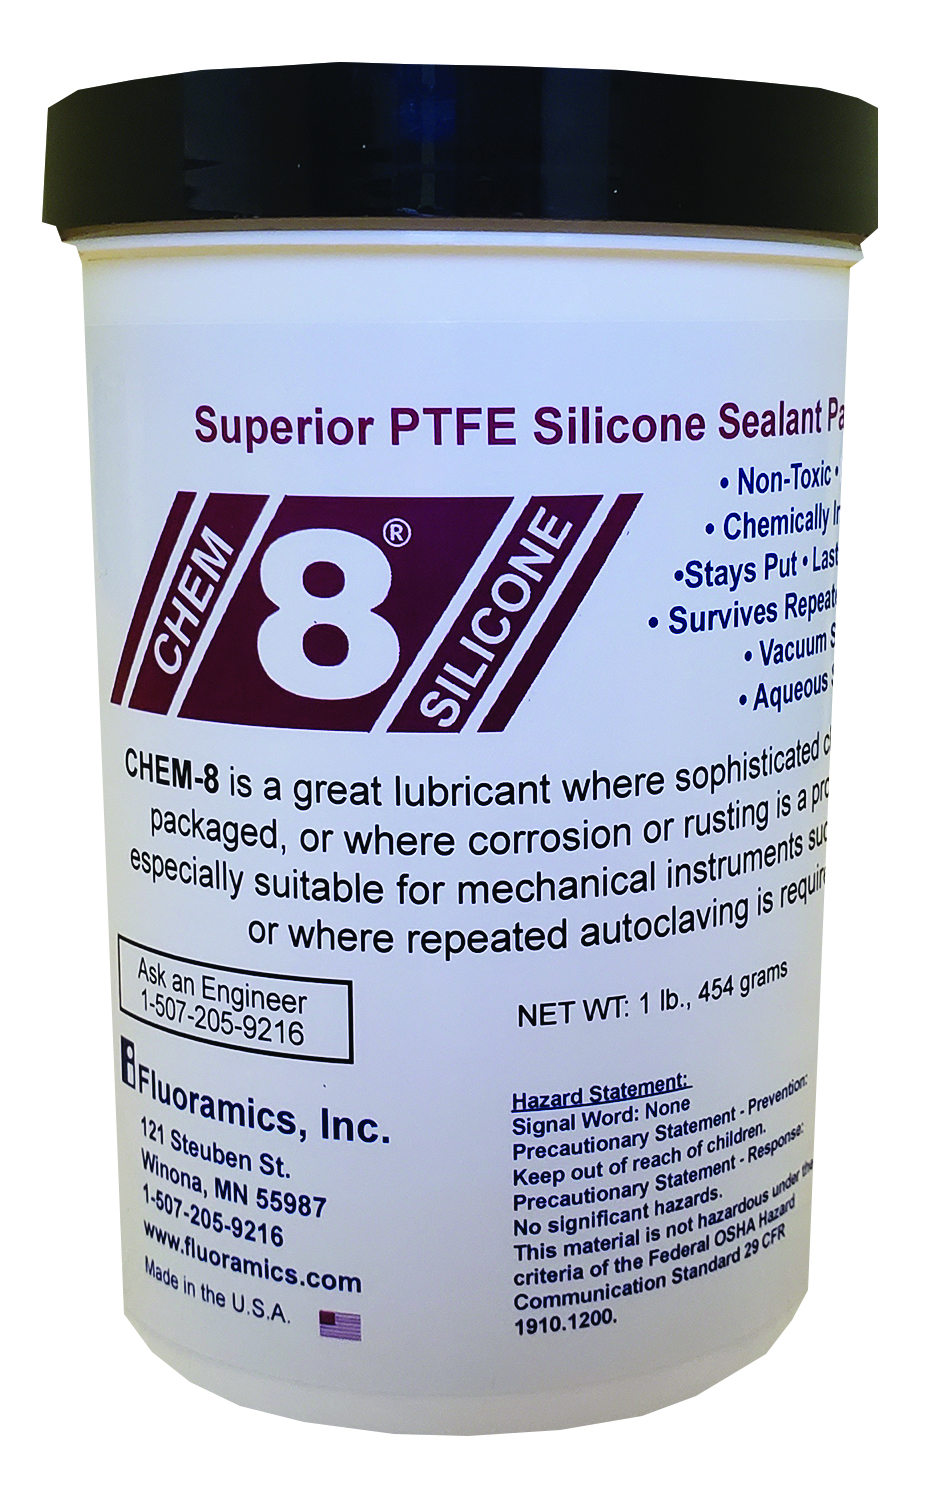 Superior PTFE Silicone Sealant Pa
CHEM
8®
SILICONE
• Non-Toxic •
• Chemically I
•Stays Put • Last
• Survives Repeat
• Vacuum
• Aqueous
CHEM-8 is a great lubricant where sophisticated
packaged, or where corrosion or rusting is a pro
especially suitable for mechanical instruments suc
or where repeated autoclaving is requir
Ask an Engineer
1-507-205-9216
NET WT: 1 lb., 454 grams
Fluoramics, Inc.
121 Steuben St.
Winona, MN 55987
1-507-205-9216
www.fluoramics.com
Made in the U.S.A.
Hazard Statement:
Signal Word: None
Precautionary Statement - Prevention:
Keep out of reach of children.
Precautionary Statement - Response:
No significant hazards.
This material is not hazardous under the
criteria of the Federal OSHA Hazard
Communication Standard 29 CFR
1910.1200.